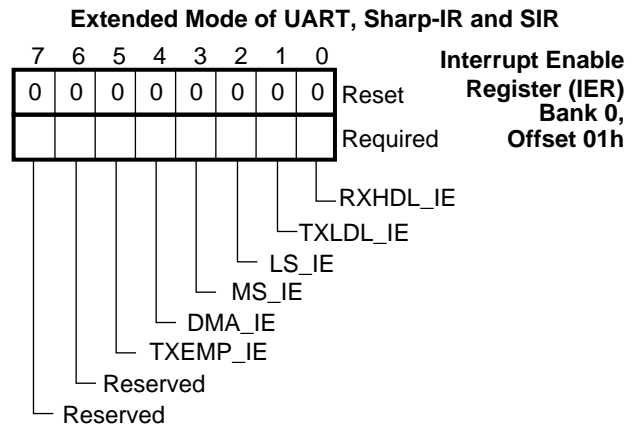 Extended Mode of UART, Sharp-IR and SIR
7 6 5 4 3 2 1 0
Interrupt Enable
Register (IER)
Bank 0,
Offset 01h
0 0 0 0 0 0 0 0 Reset
Required
RXHDL_IE
TXLDL_IE
LS_IE
MS_IE
DMA_IE
TXEMP_IE
Reserved
Reserved